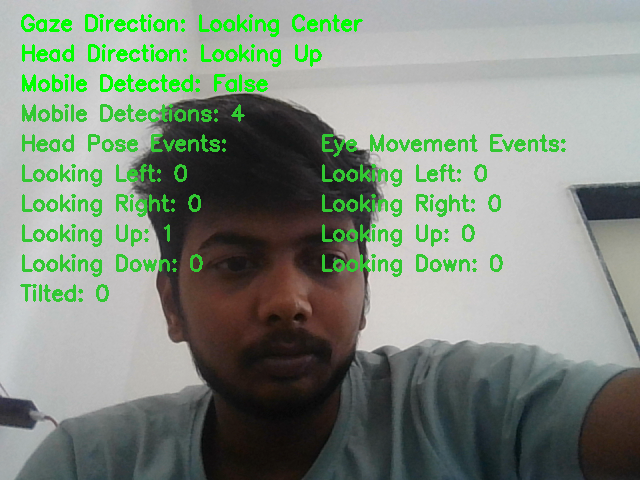 Gaze Direction: Looking Center
Head Direction: Looking Up
Mobile Detected: False
Mobile Detections: 4
Head Pose Events:
Looking Left: 0
Looking Right: 0
Looking Up: 1
Looking Down: 0
Tilted: 0
Eye Movement Events:
Looking Left: 0
Looking Right: 0
Looking Up: 0
Looking Down: 0